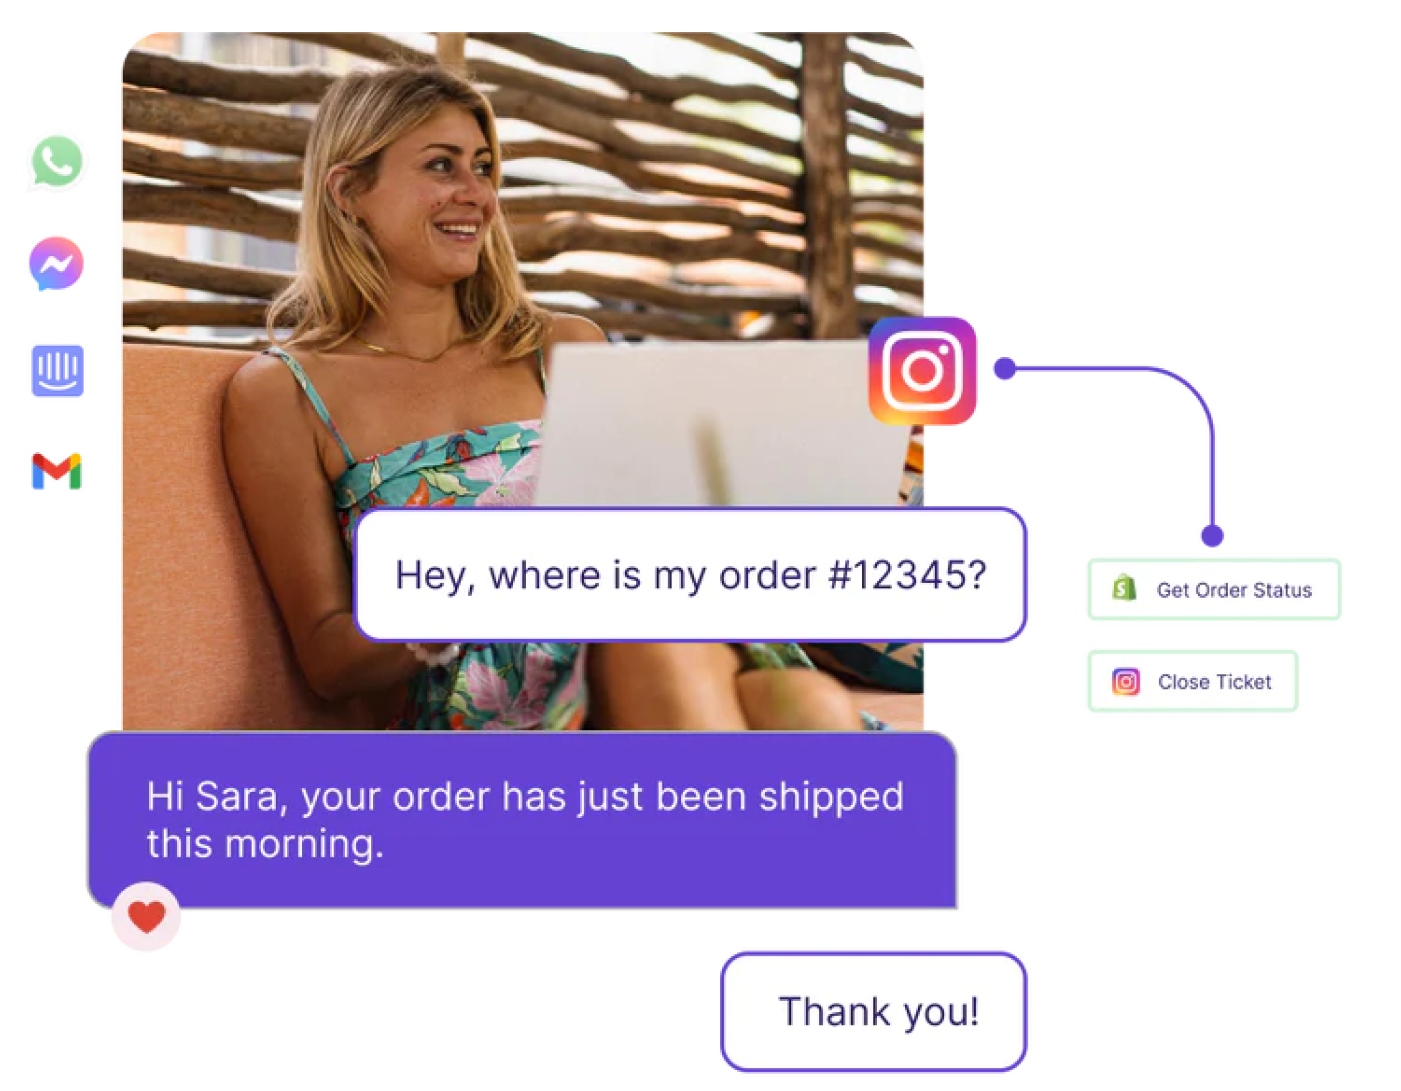 Hey, where is my order #12345?
Get Order Status
Close Ticket
Hi Sara, your order has just been shipped
this morning.
Thank you!